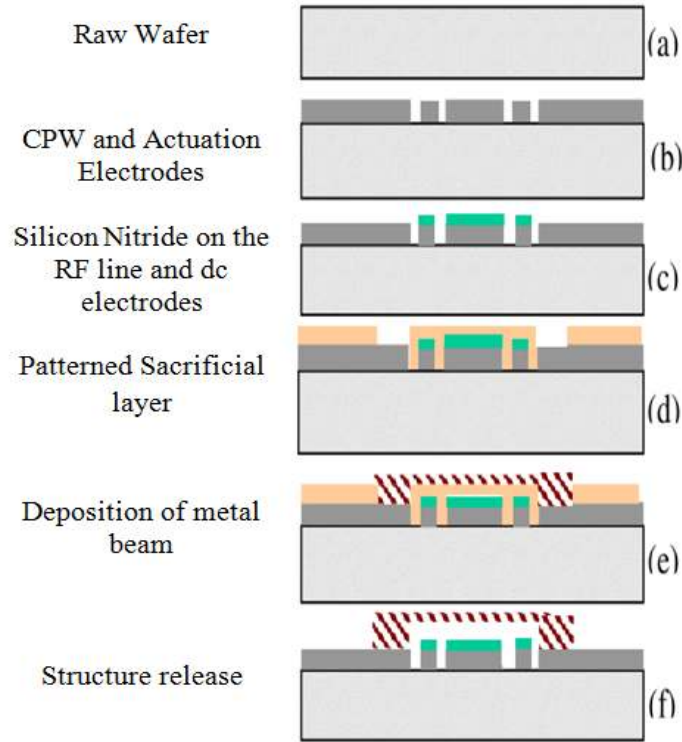 Raw Wafer
(a)
CPW and Actuation
Electrodes
(b)
Silicon Nitride on the
RF line and dc
electrodes
(c)
Patterned Sacrificial
layer
(d)
Deposition of metal
beam
(e)
Structure release
(f)